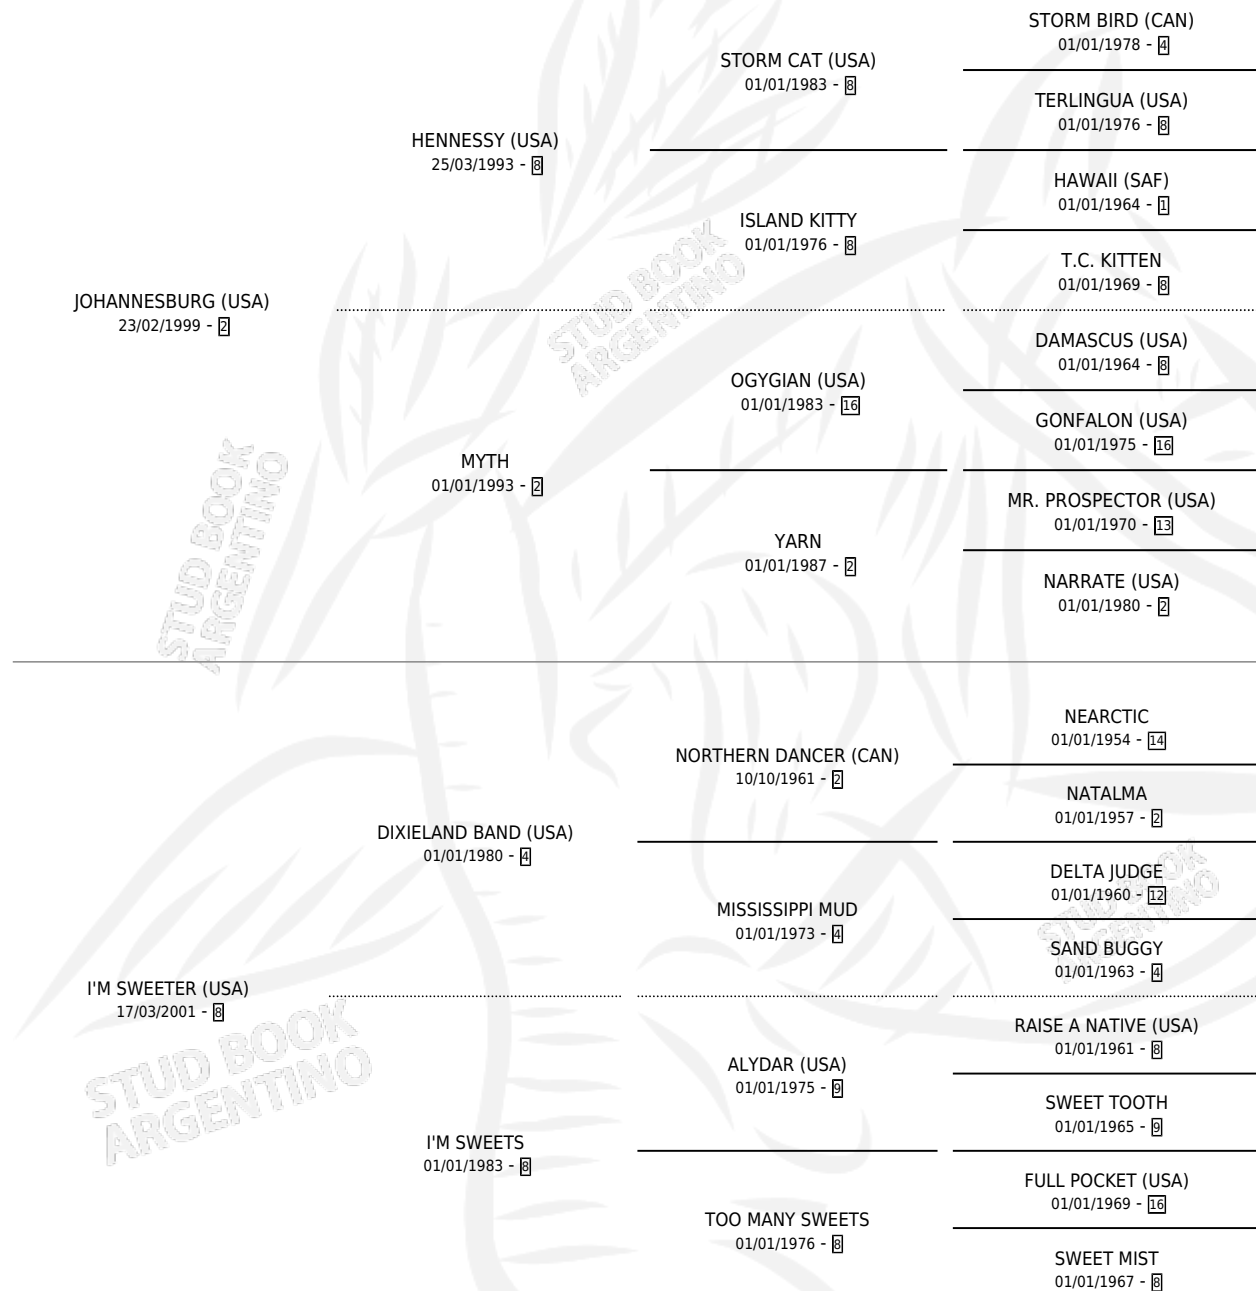 STORM BIRD (CAN)
01/01/1978 - 4
STORM CAT (USA)
01/01/1983 - 8
TERLINGUA (USA)
01/01/1976 - 8
HENNESSY (USA)
25/03/1993 - 8
HAWAII (SAF)
01/01/1964 - 1
ISLAND KITTY
01/01/1976 - 8
T.C. KITTEN
01/01/1969 - 8
JOHANNESBURG (USA)
23/02/1999 - 2
DAMASCUS (USA)
01/01/1964 - 8
OGYGIAN (USA)
01/01/1983 - 16
GONFALON (USA)
01/01/1975 - 16
MYTH
01/01/1993 - 2
MR. PROSPECTOR (USA)
01/01/1970 - 13
YARN
01/01/1987 - 2
NARRATE (USA)
01/01/1980 - 2
NEARCTIC
01/01/1954 - 14
NORTHERN DANCER (CAN)
10/10/1961 - 2
NATALMA
01/01/1957 - 2
DIXIELAND BAND (USA)
01/01/1980 - 4
DELTA JUDGE
01/01/1960 - 12
MISSISSIPPI MUD
01/01/1973 - 4
SAND BUGGY
01/01/1963 - 4
I'M SWEETER (USA)
17/03/2001 - 8
RAISE A NATIVE (USA)
01/01/1961 - 8
ALYDAR (USA)
01/01/1975 - 9
SWEET TOOTH
01/01/1965 - 9
I'M SWEETS
01/01/1983 - 8
FULL POCKET (USA)
01/01/1969 - 16
TOO MANY SWEETS
01/01/1976 - 8
SWEET MIST
01/01/1967 - 8
STUD BOOK
ARGENTINO
STUD BOOK
ARGENTINO
STUD BOOK
ARGENTINO
STUD BOOK
ARGENTINO